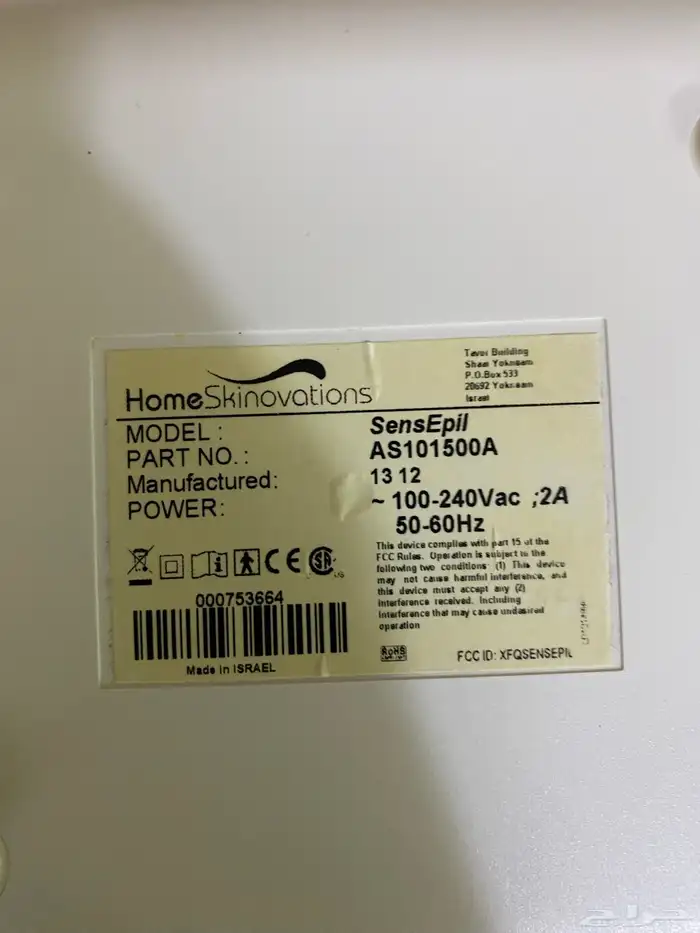 Tavor Building
Shaar Yokneam
P.O.Box 533
20692 Yokneam
Israel
HomeSkinovations
MODEL : SensEpil
PART NO.: AS101500A
Manufactured: 13 12
POWER: ~ 100-240Vac ;2A
50-60Hz
This device complies with part 15 of the
FCC Rules. Operation is subject to the
following two conditions: (1) This device
may not cause harmful interference, and
this device must accept any (2)
interference received. Including
Interference that may cause undesired
operation
000753664
Made in ISRAEL
RoHS
FCC ID: XFQSENSEPIL
حراج